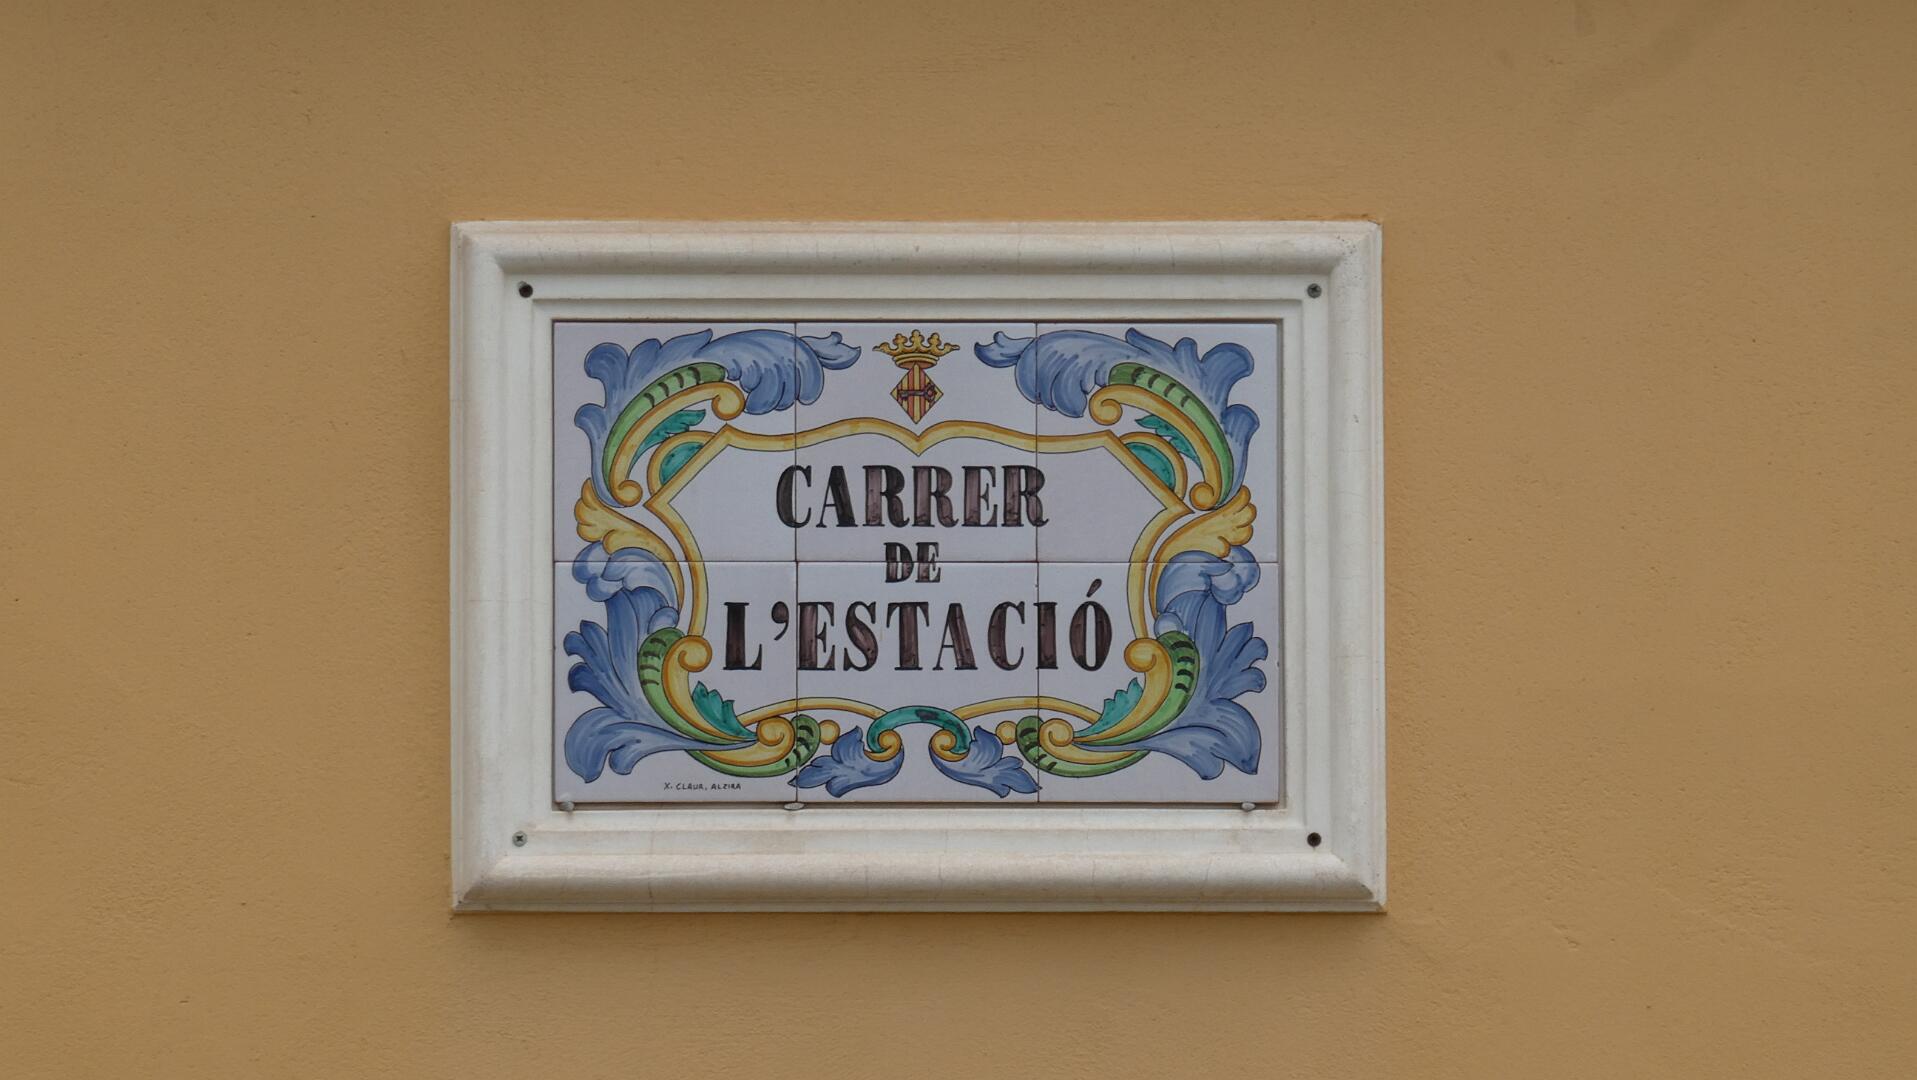 CARRER
DE
L'ESTACIÓ
X. CLAUR, ALZIRA